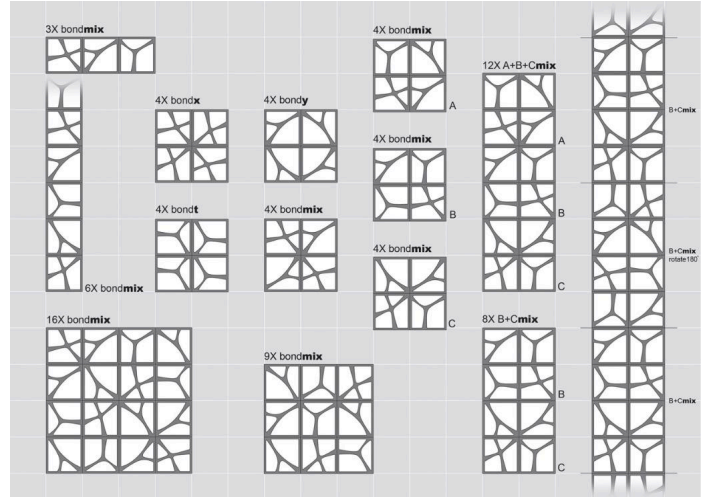 3X bondmix
4X bondmix
12X A+B+Cmix
4X bondx
4X bondy
A
B+Cmix
A
4X bondmix
4X bondt
4X bondmix
B
B
4X bondmix
B+Cmix
rotate180°
6X bondmix
C
C
16X bondmix
8X B+Cmix
9X bondmix
B
B+Cmix
C